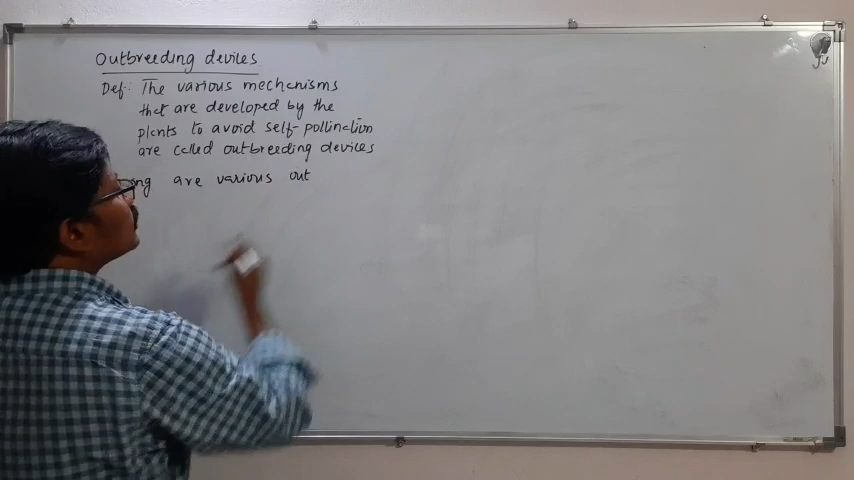 Outbreeding devices
Def: The various mechanisms
that are developed by the
plants to avoid self-pollination
are called outbreeding devices
are various out